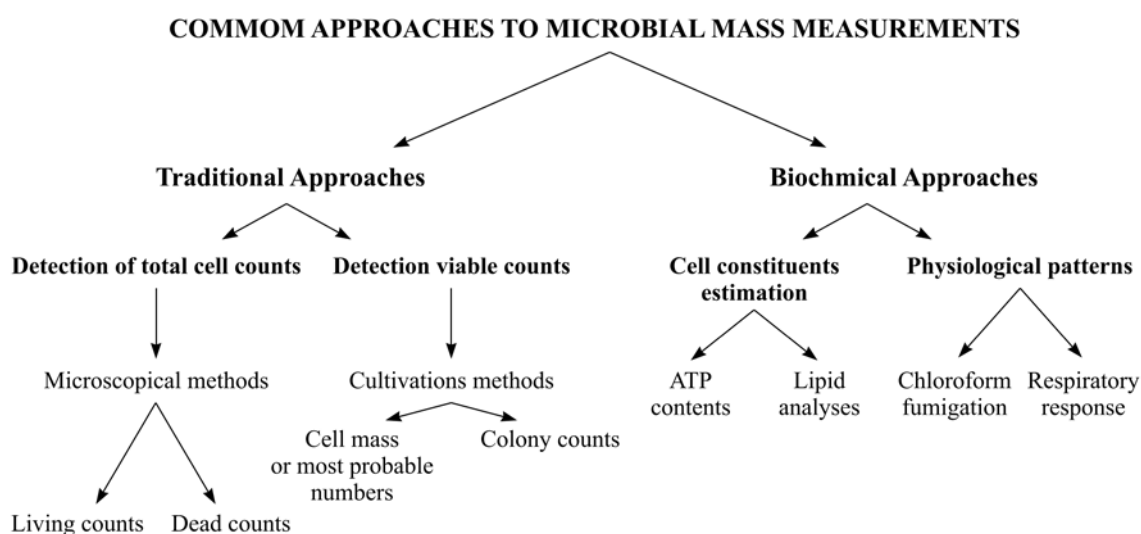 COMMOM APPROACHES TO MICROBIAL MASS MEASUREMENTS
Traditional Approaches
Biochmical Approaches
Detection of total cell counts
Detection viable counts
Cell constituents
estimation
Physiological patterns
Microscopical methods
Cultivations methods
ATP
contents
Lipid
analyses
Chloroform
fumigation
Respiratory
response
Cell mass
or most probable
numbers
Colony counts
Living counts
Dead counts